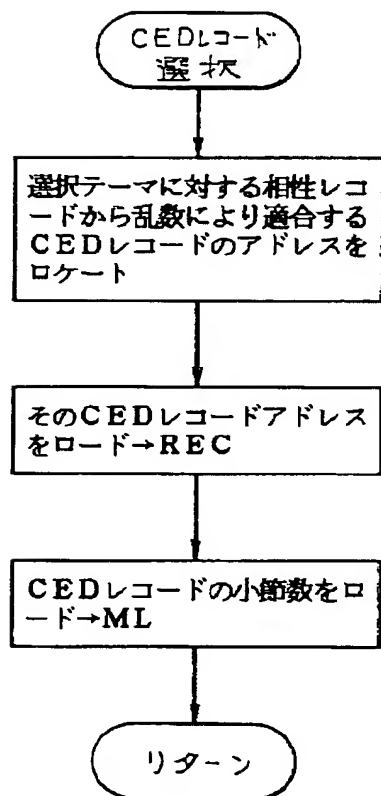 CEDレコード
選択
選択テーマに対する相性レコ
ードから乱数により適合する
CEDレコードのアドレスを
ロケート
そのCEDレコードアドレス
をロード→REC
CEDレコードの小節数をロ
ード→ML
リターン